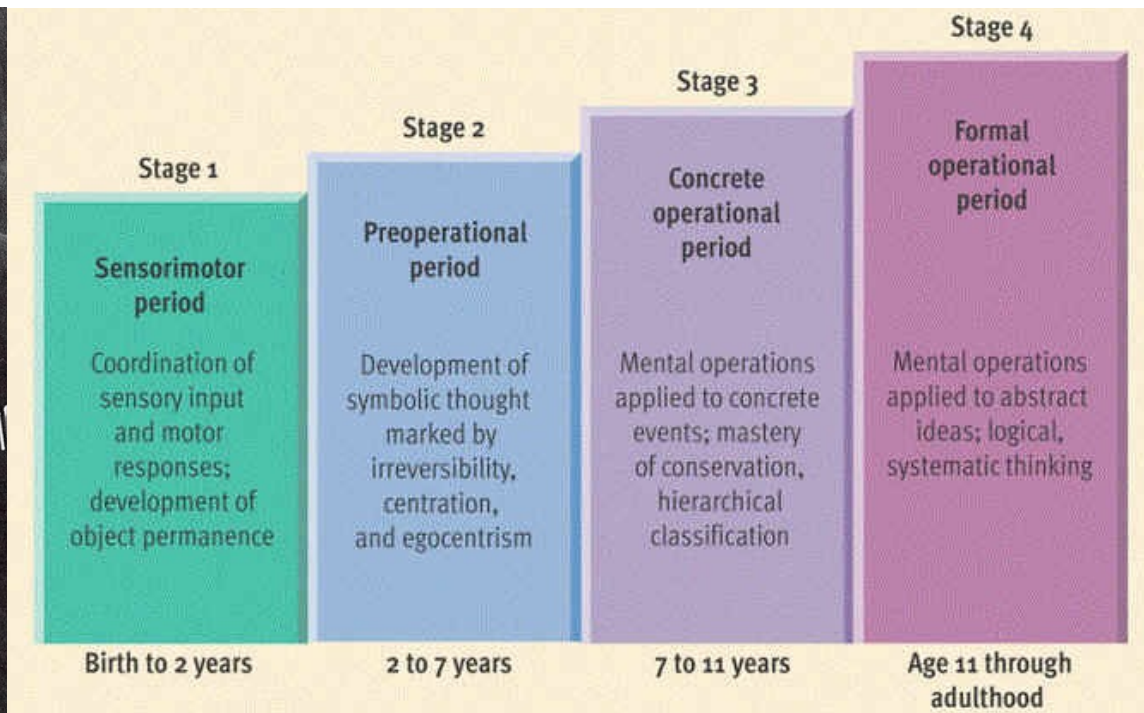 Stage 1
Sensorimotor
period
Coordination of
sensory input
and motor
responses;
development of
object permanence
Birth to 2 years
Stage 2
Preoperational
period
Development of
symbolic thought
marked by
irreversibility,
centration,
and egocentrism
2 to 7 years
Stage 3
Concrete
operational
period
Mental operations
applied to concrete
events; mastery
of conservation,
hierarchical
classification
7 to 11 years
Stage 4
Formal
operational
period
Mental operations
applied to abstract
ideas; logical,
systematic thinking
Age 11 through
adulthood